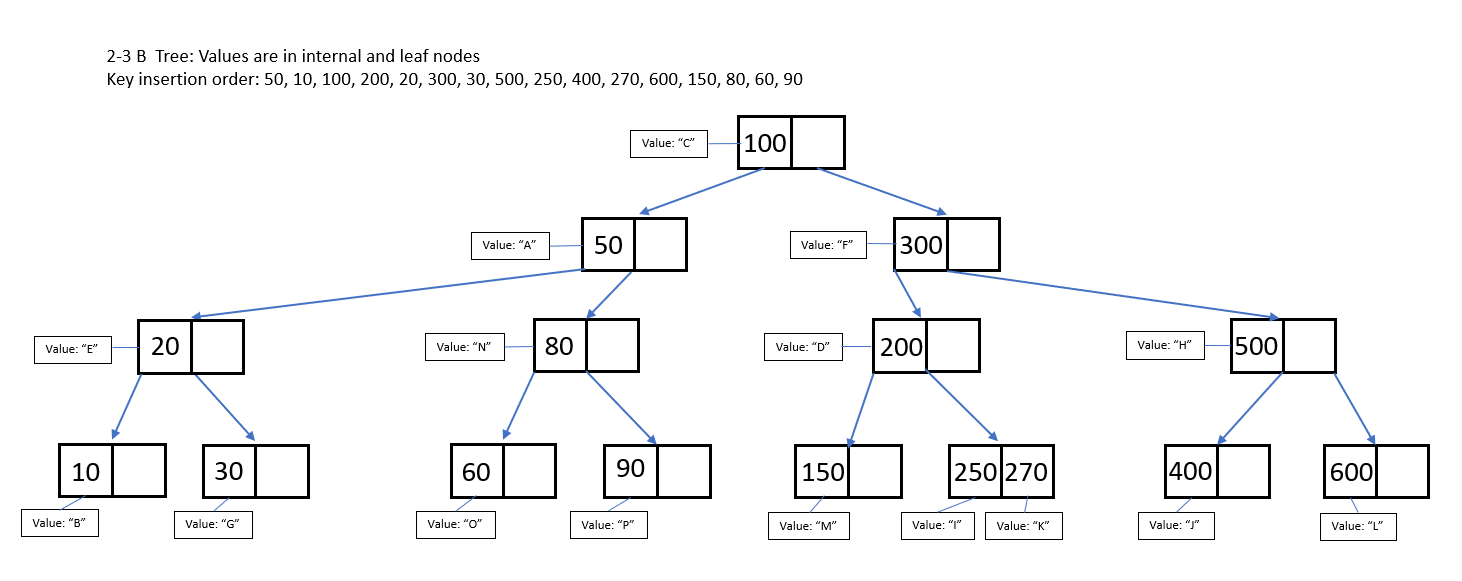 2-3 B  Tree: Values are in internal and leaf nodes
Key insertion order: 50, 10, 100, 200, 20, 300, 30, 500, 250, 400, 270, 600, 150, 80, 60, 90
Value: “C”
100
Value: “A”
50
Value: “F”
300
Value: “E”
20
Value: “N”
80
Value: “D”
200
Value: “H”
500
10
30
60
90
150
250
270
400
600
Value: “B”
Value: “G”
Value: “O”
Value: “P”
Value: “M”
Value: “I”
Value: “K”
Value: “J”
Value: “L”